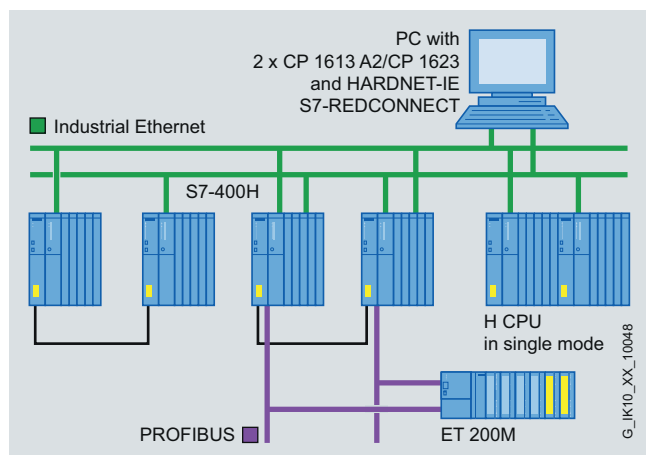 PC with
2 x CP 1613 A2/CP 1623
and HARDNET-IE
S7-REDCONNECT
Industrial Ethernet
S7-400H
H CPU
in single mode
PROFIBUS
ET 200M
G_IK10_XX_10048